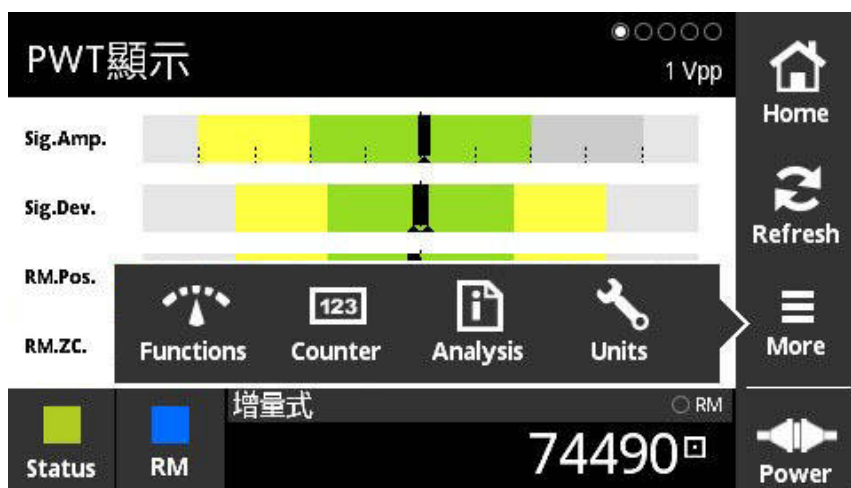 PWT顯示
1 Vpp
Home
Sig.Amp.
Sig.Dev.
Refresh
RM.Pos.
RM.ZC.
Functions
123
Counter
i
Analysis
Units
More
增量式
RM
Status
RM
74490
Power